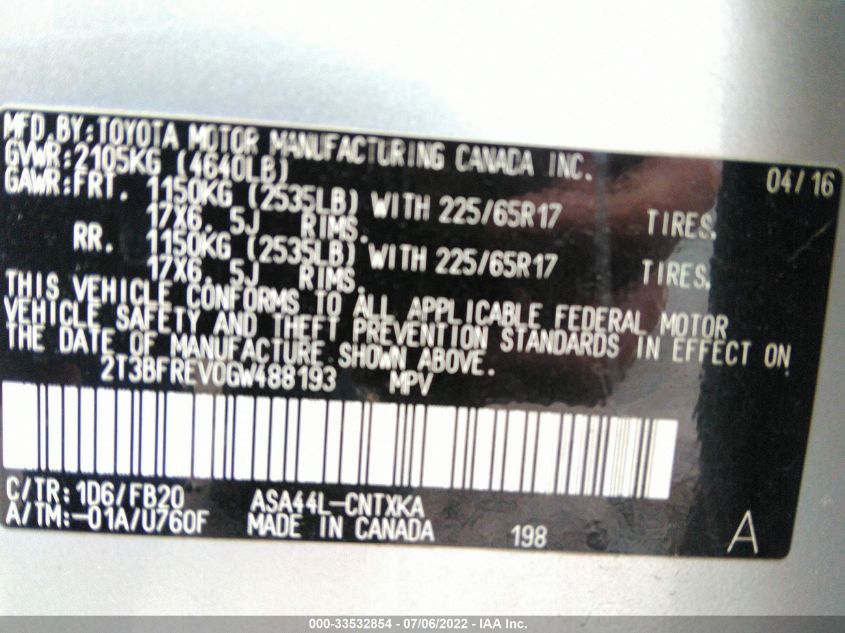 MFD.BY:TOYOTA MOTOR MANUFACTURING CANADA INC.
GVWR:2105KG (4640LB) 04/16
GAWR:FRT. 1150KG (2535LB) WITH 225/65R17 TIRES.
17X6. 5J RIMS.
RR. 1150KG (2535LB) WITH 225/65R17 TIRES.
17X6. 5J RIMS.
THIS VEHICLE CONFORMS TO ALL APPLICABLE FEDERAL MOTOR
VEHICLE SAFETY AND THEFT PREVENTION STANDARDS IN EFFECT ON
THE DATE OF MANUFACTURE SHOWN ABOVE.
2T3BFREV0GW488193 MPV
C/TR:1D6/FB20 ASA44L-CNTXKA
A/TM:-01A/U760F MADE IN CANADA 198 A
000-33532854 - 07/06/2022 - IAA Inc.